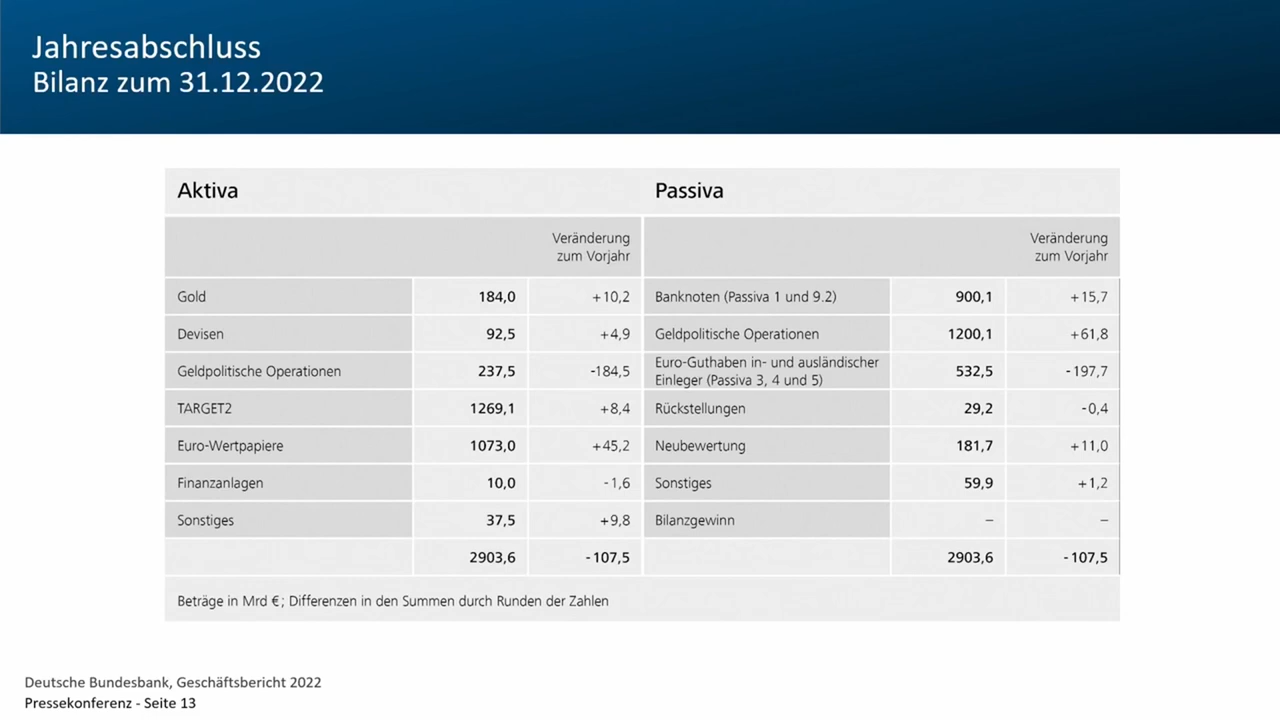 Jahresabschluss
Bilanz zum 31.12.2022
Aktiva Passiva
Veränderung
zum Vorjahr
Veränderung
zum Vorjahr
Gold 184,0 +10,2 Banknoten (Passiva 1 und 9.2) 900,1 +15,7
Devisen 92,5 +4,9 Geldpolitische Operationen 1200,1 +61,8
Geldpolitische Operationen 237,5 -184,5 Euro-Guthaben in- und ausländischer
Einleger (Passiva 3, 4 und 5) 532,5 -197,7
TARGET2 1269,1 +8,4 Rückstellungen 29,2 -0,4
Euro-Wertpapiere 1073,0 +45,2 Neubewertung 181,7 +11,0
Finanzanlagen 10,0 -1,6 Sonstiges 59,9 +1,2
Sonstiges 37,5 +9,8 Bilanzgewinn – –
2903,6 -107,5 2903,6 -107,5
Beträge in Mrd €; Differenzen in den Summen durch Runden der Zahlen
Deutsche Bundesbank, Geschäftsbericht 2022
Pressekonferenz - Seite 13